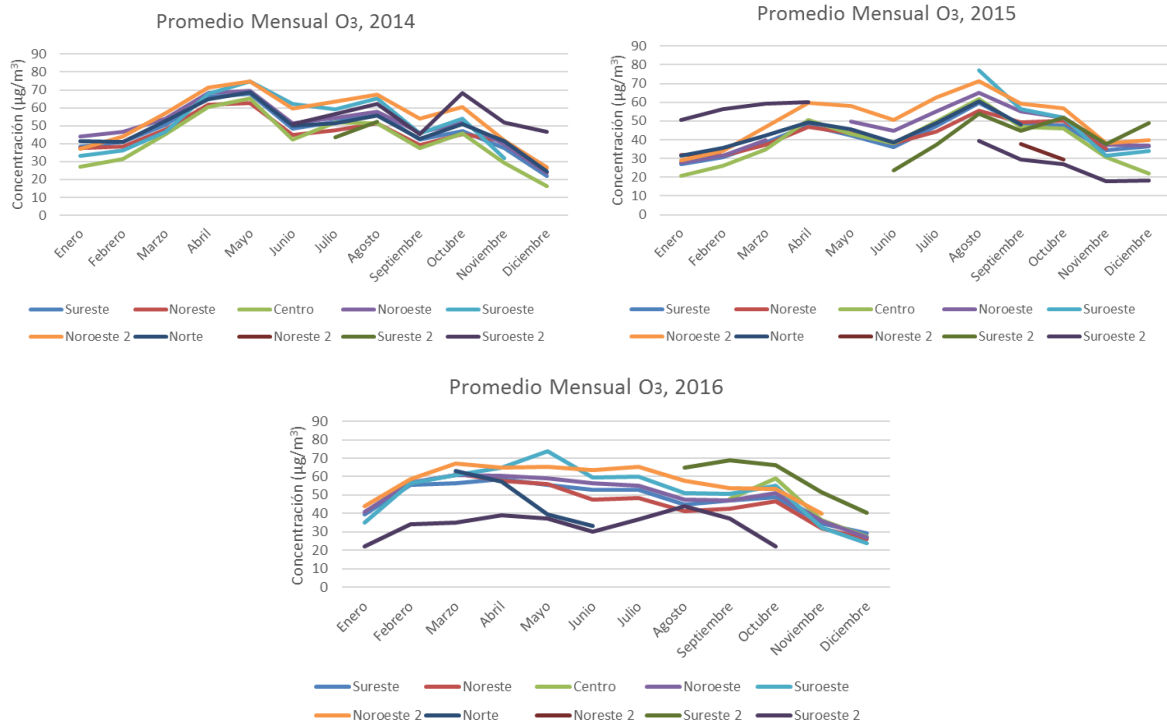 Promedio Mensual O₃, 2014
Concentración (µg/m³)
90
80
70
60
50
40
30
20
10
0
Enero
Febrero
Marzo
Abril
Mayo
Junio
Julio
Agosto
Septiembre
Octubre
Noviembre
Diciembre
Sureste Noreste Centro Noroeste Suroeste
Noroeste 2 Norte Noreste 2 Sureste 2 Suroeste 2
Promedio Mensual O₃, 2015
Concentración (µg/m³)
90
80
70
60
50
40
30
20
10
0
Enero
Febrero
Marzo
Abril
Mayo
Junio
Julio
Agosto
Septiembre
Octubre
Noviembre
Diciembre
Sureste Noreste Centro Noroeste Suroeste
Noroeste 2 Norte Noreste 2 Sureste 2 Suroeste 2
Promedio Mensual O₃, 2016
Concentración (µg/m³)
90
80
70
60
50
40
30
20
10
0
Enero
Febrero
Marzo
Abril
Mayo
Junio
Julio
Agosto
Septiembre
Octubre
Noviembre
Diciembre
Sureste Noreste Centro Noroeste Suroeste
Noroeste 2 Norte Noreste 2 Sureste 2 Suroeste 2